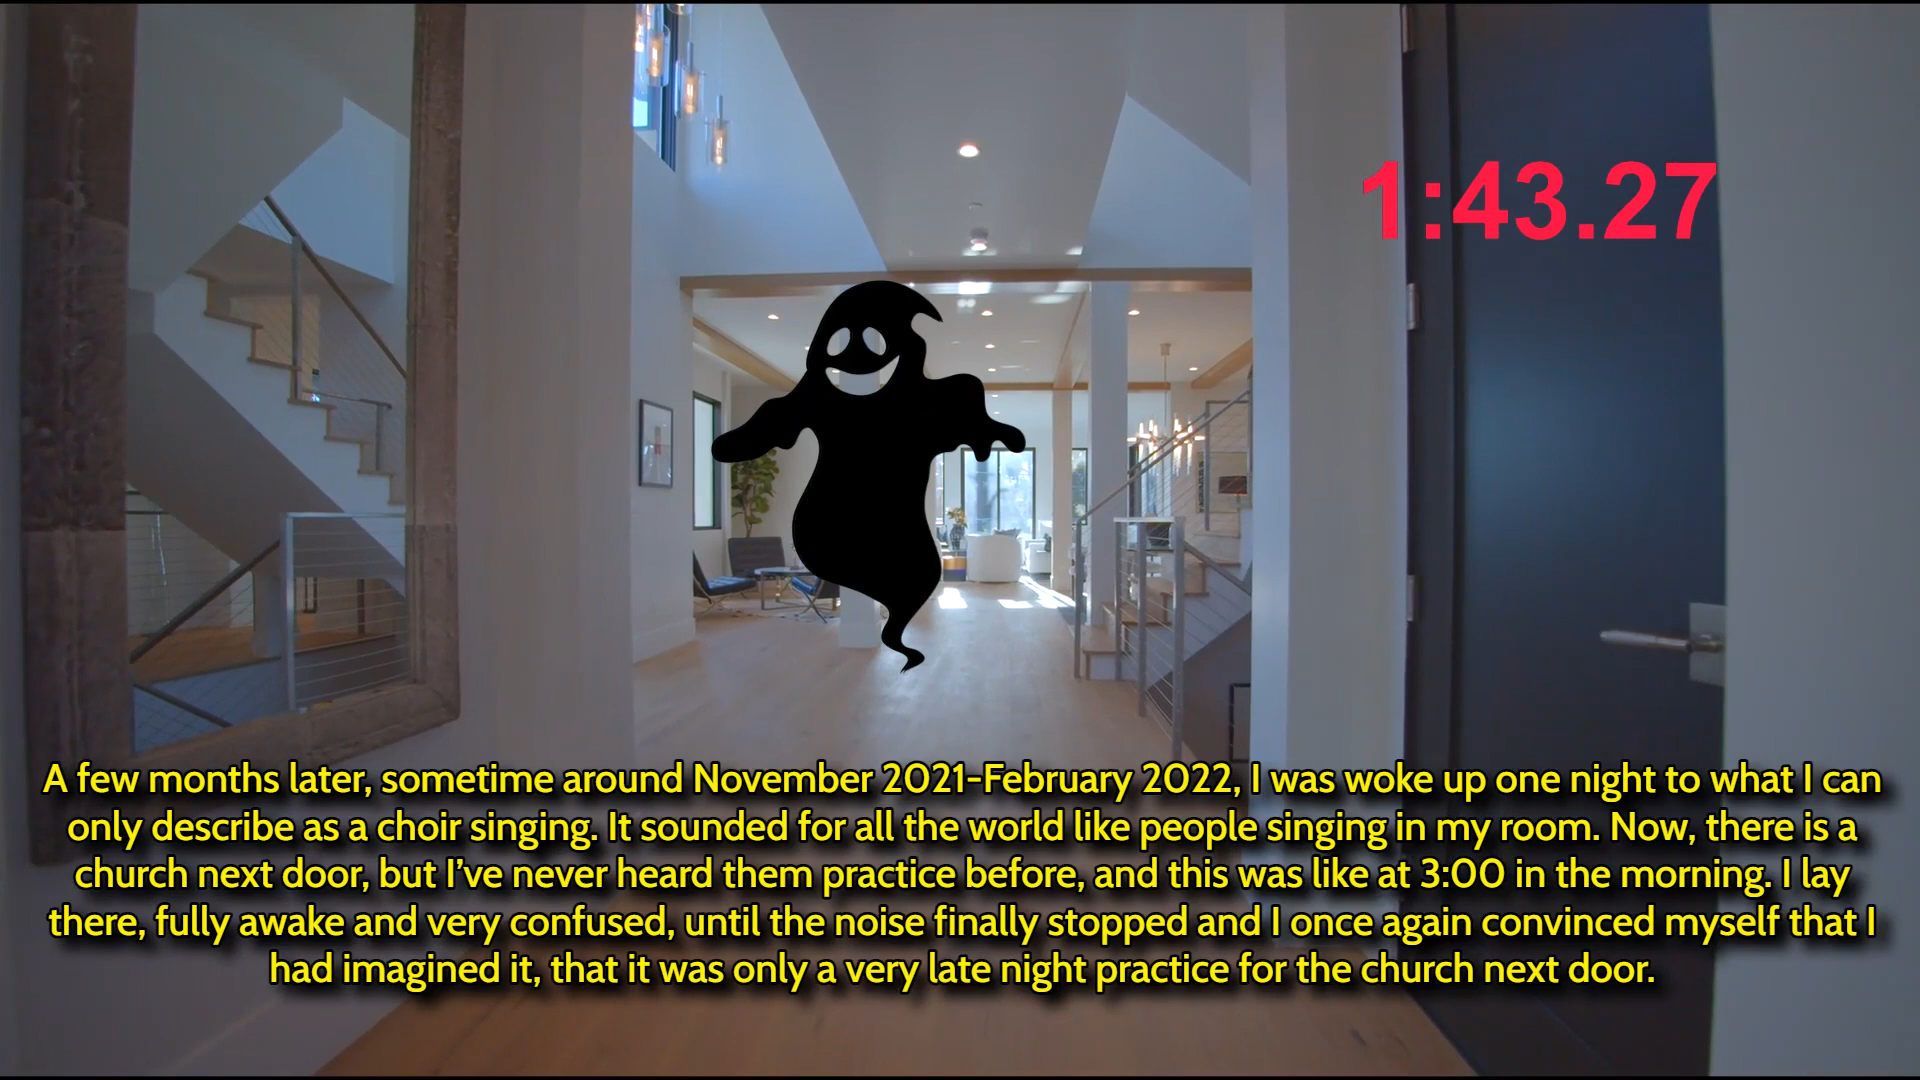 1:43.27
A few months later, sometime around November 2021-February 2022, I was woke up one night to what I can
only describe as a choir singing. It sounded for all the world like people singing in my room. Now, there is a
church next door, but I've never heard them practice before, and this was like at 3:00 in the morning. I lay
there, fully awake and very confused, until the noise finally stopped and I once again convinced myself that I
had imagined it, that it was only a very late night practice for the church next door.